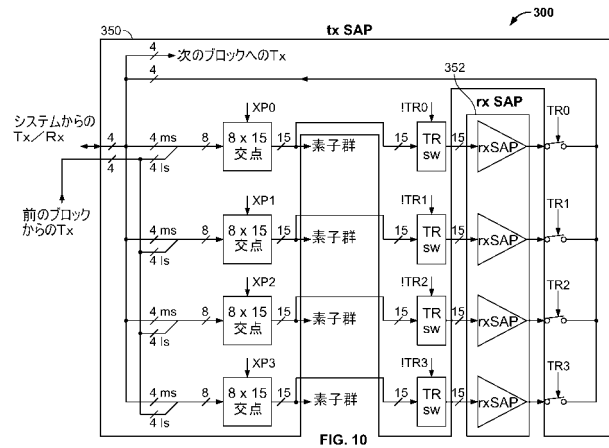 300
350
tx SAP
4
次のブロックへのTx
4
352
rx SAP
システムからの
Tx/Rx
4
4
前のブロック
からのTx
4 ms
4 ls
8
XP0
8 x 15
交点
15
素子群
15
!TR0
TR
sw
15
rxSAP
TR0
4 ms
4 ls
8
XP1
8 x 15
交点
15
素子群
15
!TR1
TR
sw
15
rxSAP
TR1
4 ms
4 ls
8
XP2
8 x 15
交点
15
素子群
15
!TR2
TR
sw
15
rxSAP
TR2
4 ms
4 ls
8
XP3
8 x 15
交点
15
素子群
15
!TR3
TR
sw
15
rxSAP
TR3
FIG. 10